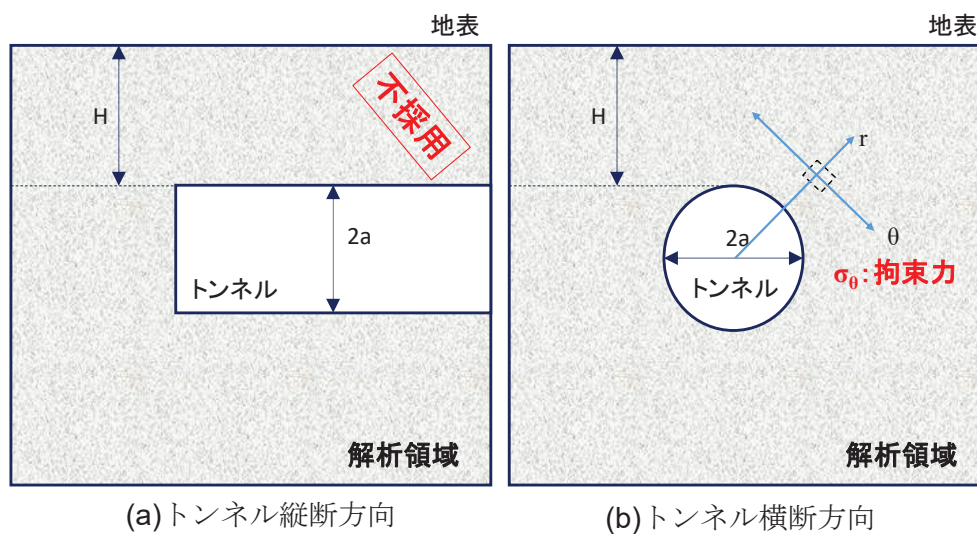 地表
H
不採用
2a
トンネル
解析領域
(a)トンネル縦断方向
地表
H
r
θ
2a
σθ:拘束力
トンネル
解析領域
(b)トンネル横断方向